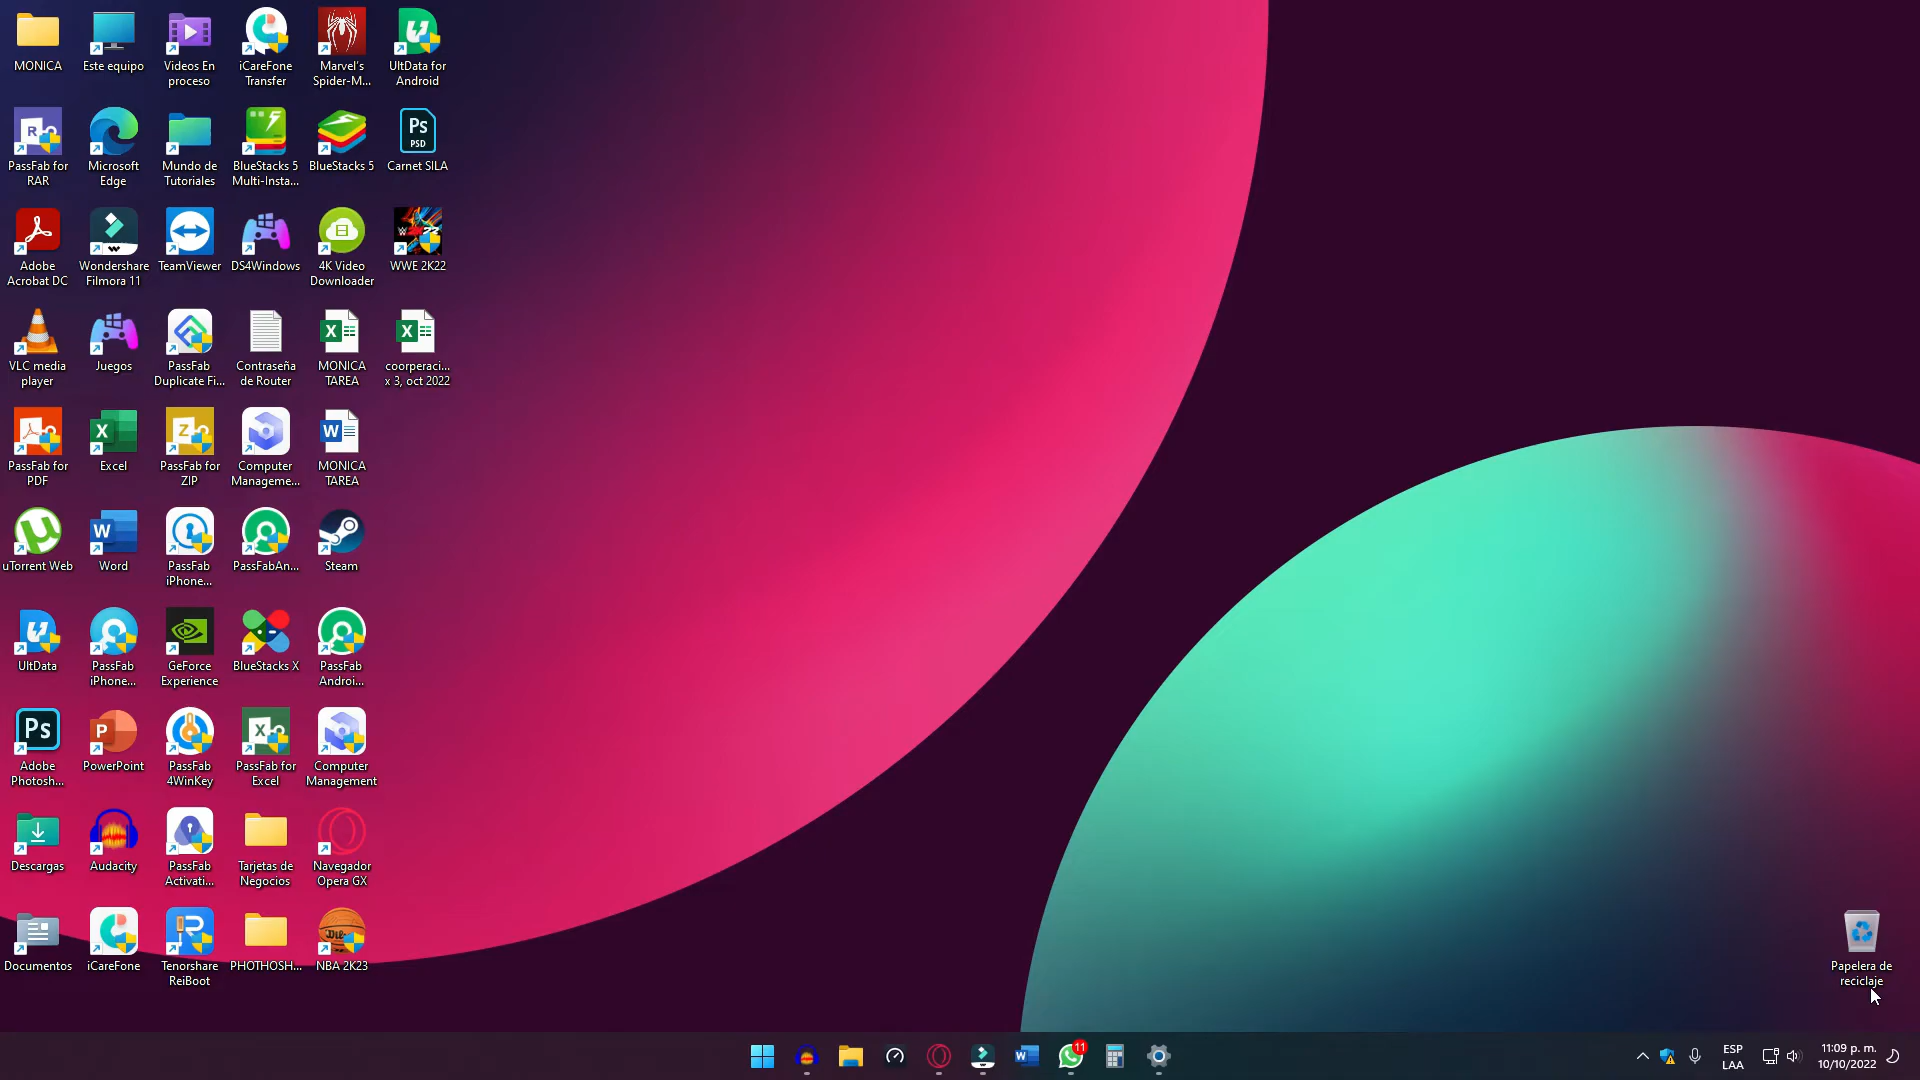 MONICA
Este equipo
Videos En
proceso
iCareFone
Transfer
Marvel's
Spider-M...
UltData for
Android
PassFab for
RAR
Microsoft
Edge
Mundo de
Tutoriales
BlueStacks 5
Multi-Insta...
BlueStacks 5
Ps
PSD
Carnet SILA
Adobe
Acrobat DC
Wondershare
Filmora 11
TeamViewer
DS4Windows
4K Video
Downloader
WWE 2K22
VLC media
player
Juegos
PassFab
Duplicate Fi...
Contraseña
de Router
MONICA
TAREA
coorperaci...
x 3, oct 2022
PassFab for
PDF
Excel
PassFab for
ZIP
Computer
Manageme...
MONICA
TAREA
uTorrent Web
Word
PassFab
iPhone...
PassFabAn...
Steam
UltData
PassFab
iPhone...
GeForce
Experience
BlueStacks X
PassFab
Androi...
Ps
Adobe
Photosh...
PowerPoint
PassFab
4WinKey
PassFab for
Excel
Computer
Management
Descargas
Audacity
PassFab
Activati...
Tarjetas de
Negocios
Navegador
Opera GX
Documentos
iCareFone
Tenorshare
ReiBoot
PHOTHOSH...
NBA 2K23
Papelera de
reciclaje
11
ESP
LAA
11:09 p. m.
10/10/2022